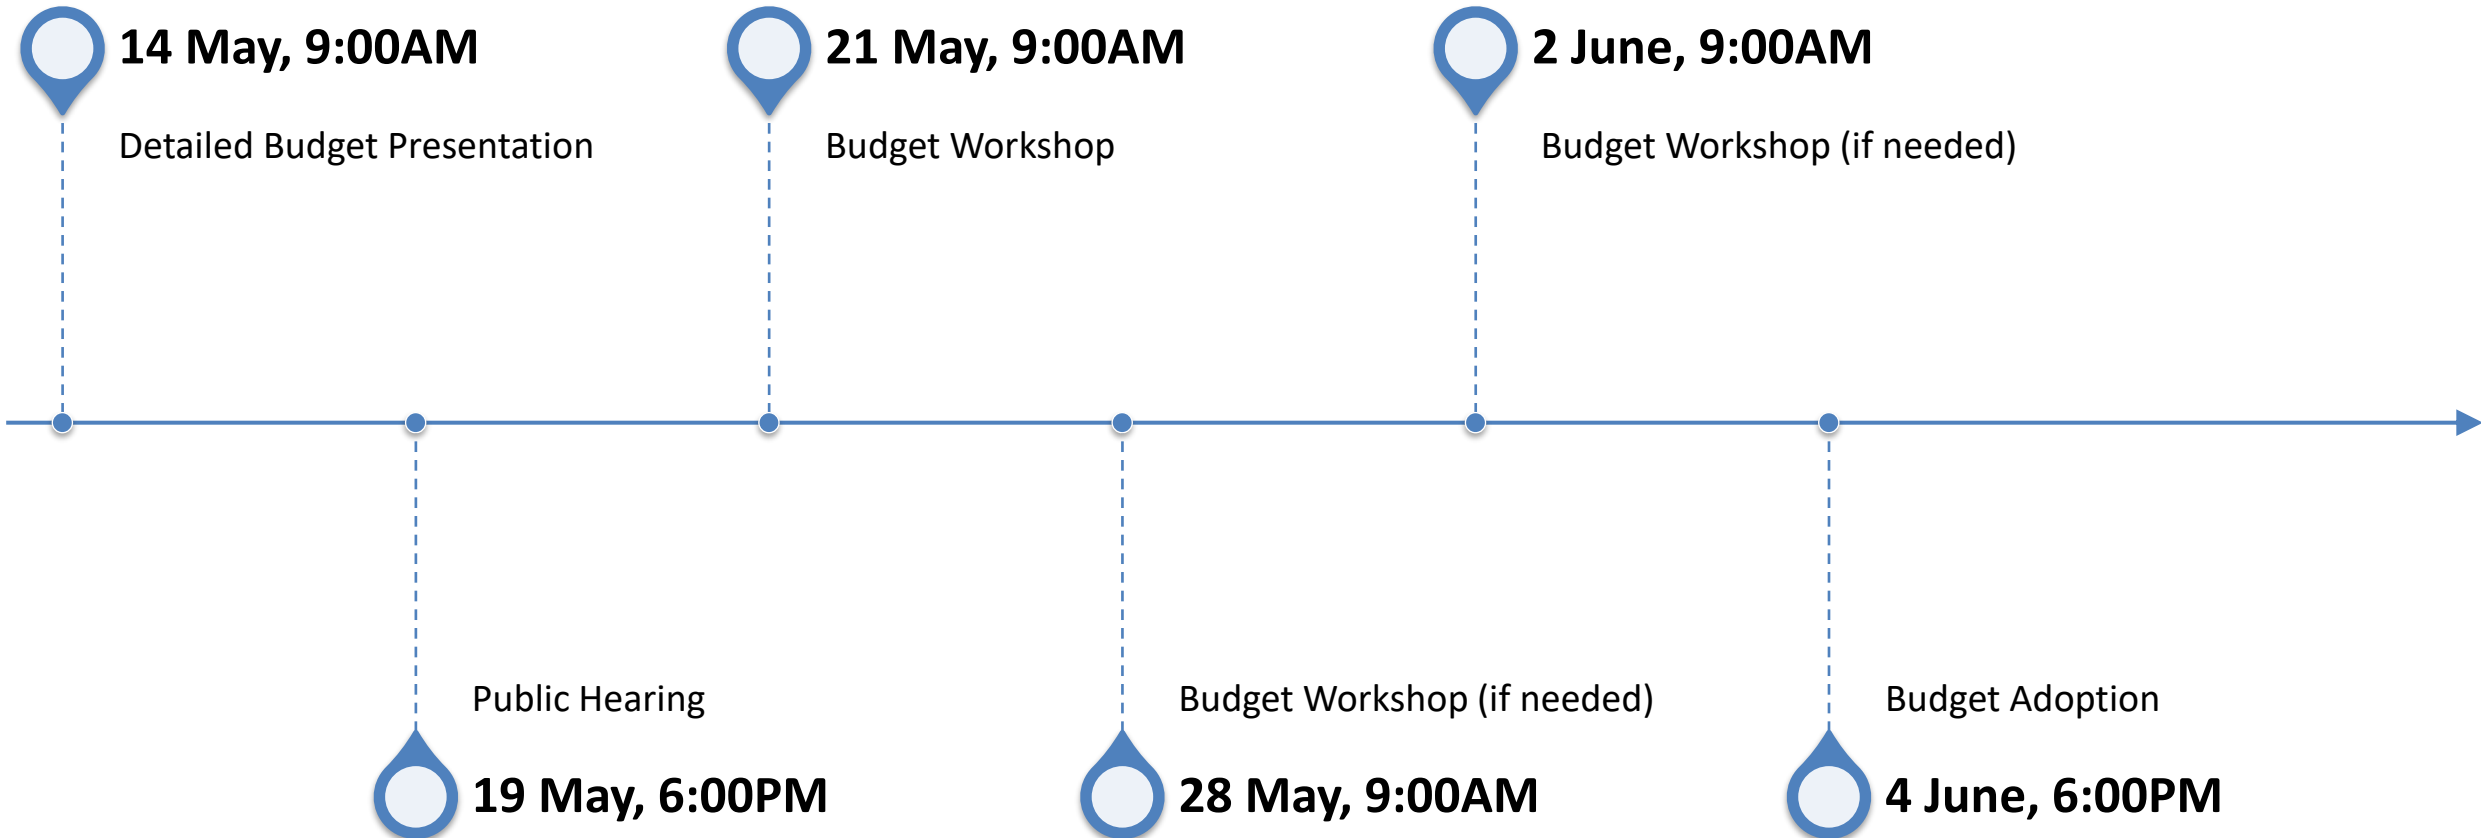 14 May, 9:00AM
Detailed Budget Presentation
21 May, 9:00AM
Budget Workshop
2 June, 9:00AM
Budget Workshop (if needed)
Public Hearing
19 May, 6:00PM
Budget Workshop (if needed)
28 May, 9:00AM
Budget Adoption
4 June, 6:00PM